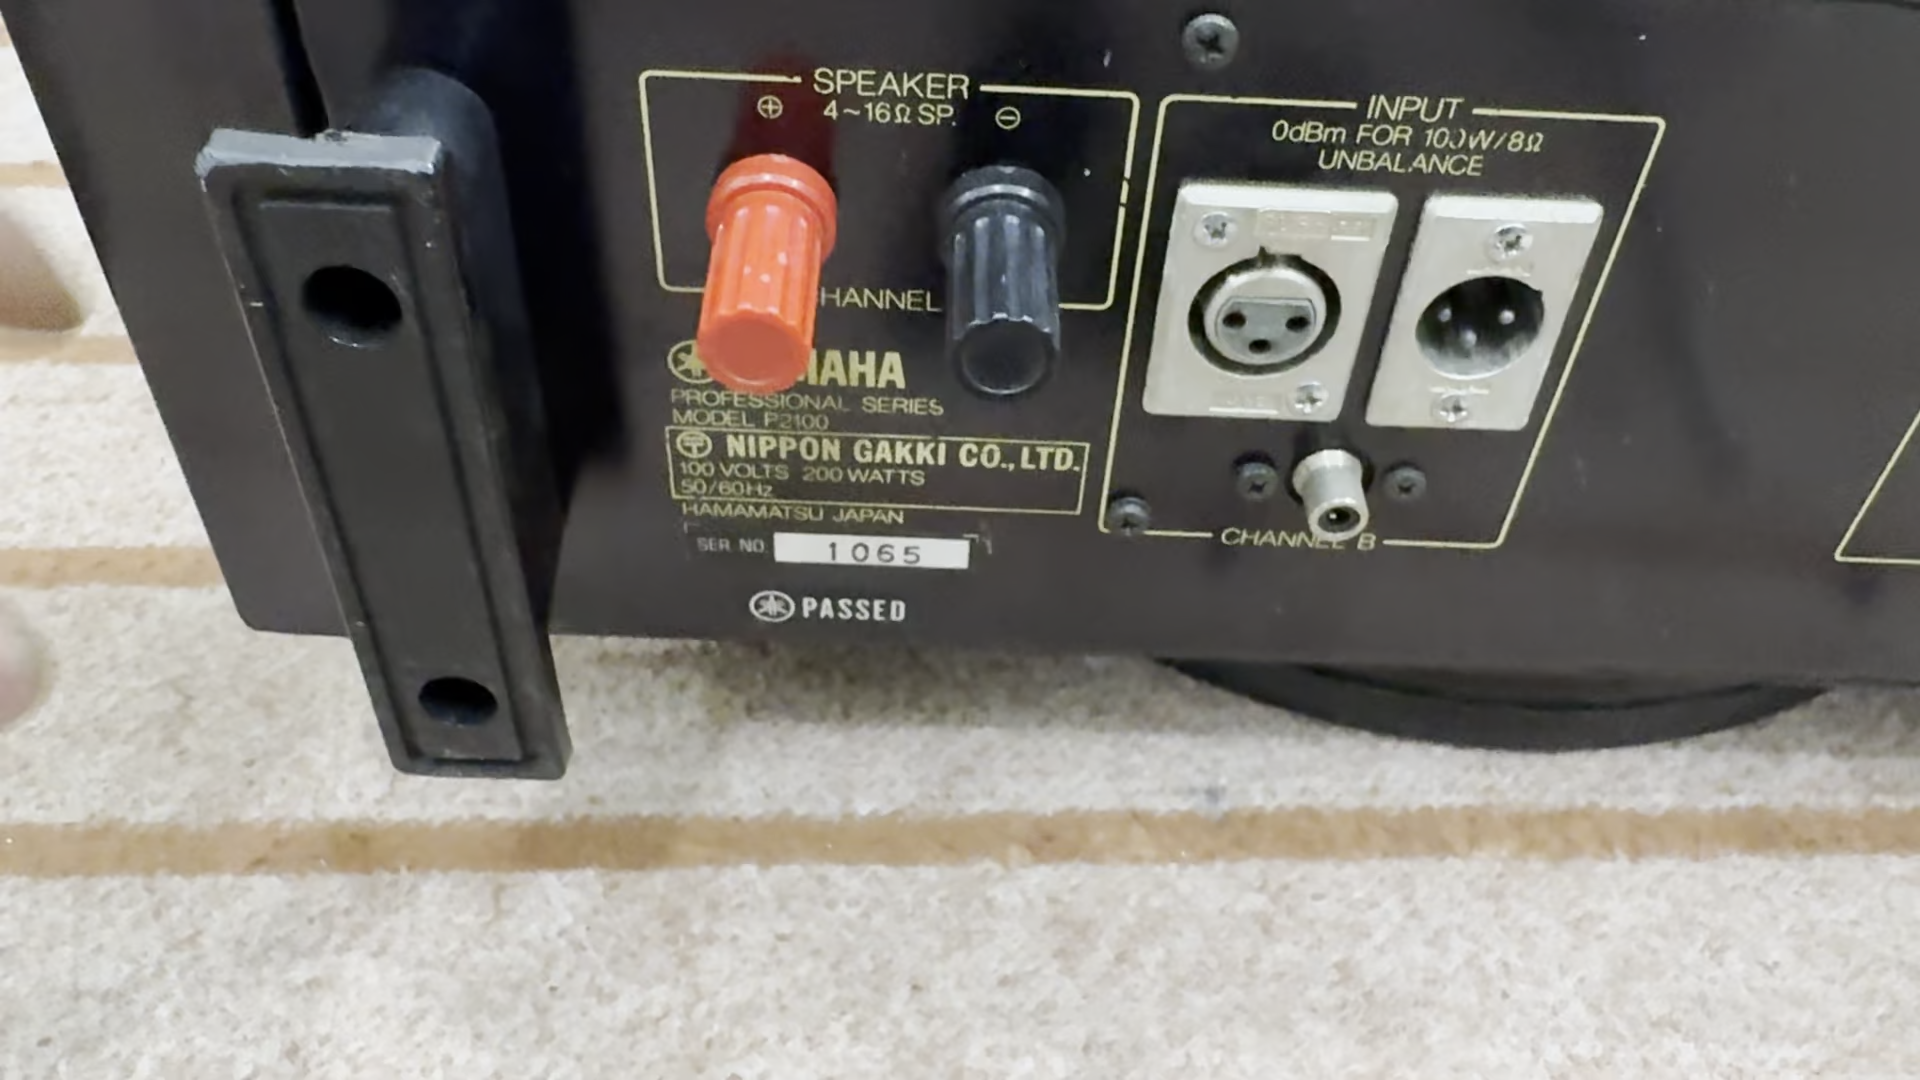 SPEAKER
⊕ 4~16Ω SP. ⊖
HANNEL
MAHA
PROFESSIONAL SERIES
MODEL P2100
NIPPON GAKKI CO., LTD.
100 VOLTS 200 WATTS
50/60Hz
HAMAMATSU JAPAN
SER. NO. 1065
PASSED
INPUT
0dBm FOR 100W/8Ω
UNBALANCE
CHANNEL B